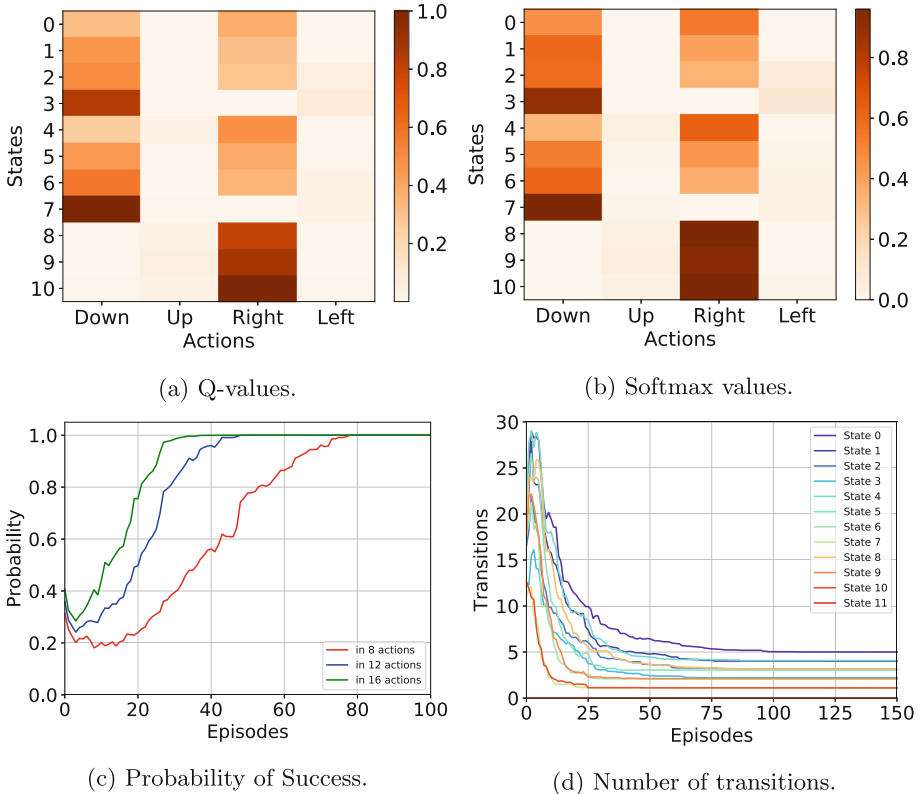 0
1
2
3
4
5
6
7
8
9
10
States
Down Up Right Left
Actions
1.0
0.8
0.6
0.4
0.2
(a) Q-values.
0
1
2
3
4
5
6
7
8
9
10
States
Down Up Right Left
Actions
0.8
0.6
0.4
0.2
0.0
(b) Softmax values.
1.0
0.8
0.6
0.4
0.2
0.0
Probability
0 20 40 60 80 100
Episodes
in 8 actions
in 12 actions
in 16 actions
(c) Probability of Success.
30
25
20
15
10
5
0
Transitions
0 25 50 75 100 125 150
Episodes
State 0
State 1
State 2
State 3
State 4
State 5
State 6
State 7
State 8
State 9
State 10
State 11
(d) Number of transitions.